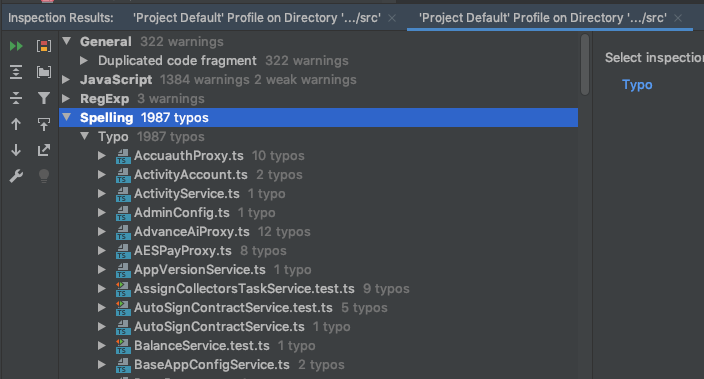 Inspection Results: 'Project Default' Profile on Directory '.../src' 'Project Default' Profile on Directory '.../src'
General 322 warnings
Duplicated code fragment 322 warnings
JavaScript 1384 warnings 2 weak warnings
RegExp 3 warnings
Spelling 1987 typos
Typo 1987 typos
AccuauthProxy.ts 10 typos
ActivityAccount.ts 2 typos
ActivityService.ts 1 typo
AdminConfig.ts 1 typo
AdvanceAiProxy.ts 12 typos
AESPayProxy.ts 8 typos
AppVersionService.ts 1 typo
AssignCollectorsTaskService.test.ts 9 typos
AutoSignContractService.test.ts 5 typos
AutoSignContractService.ts 1 typo
BalanceService.test.ts 1 typo
BaseAppConfigService.ts 2 typos
Select inspection
Typo